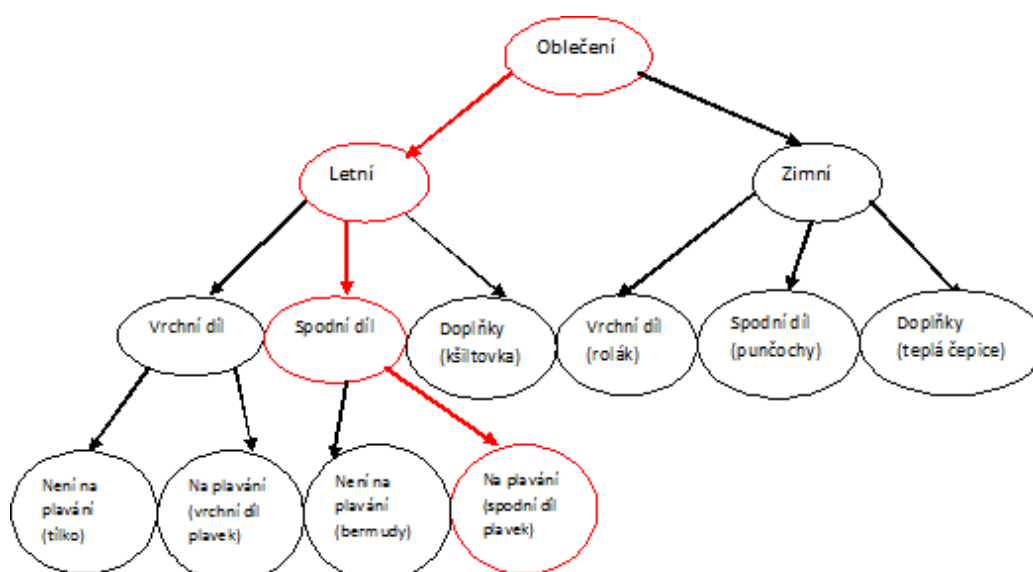 Oblečení
Letní
Zimní
Vrchní díl
Spodní díl
Doplňky
(kšiltovka)
Vrchní díl
(rolák)
Spodní díl
(punčochy)
Doplňky
(teplá čepice)
Není na
plavání
(tílko)
Na plavání
(vrchní díl
plavek)
Není na
plavání
(bermudy)
Na plavání
(spodní díl
plavek)